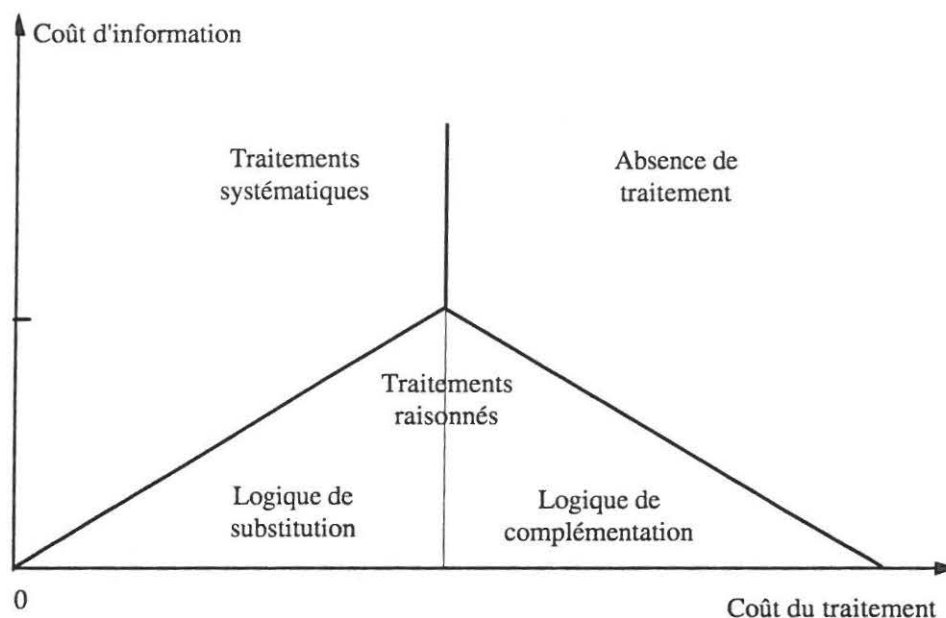 Coût d'information
Traitements
systématiques
Absence de
traitement
Traitements
raisonnés
Logique de
substitution
Logique de
complémentation
0
Coût du traitement